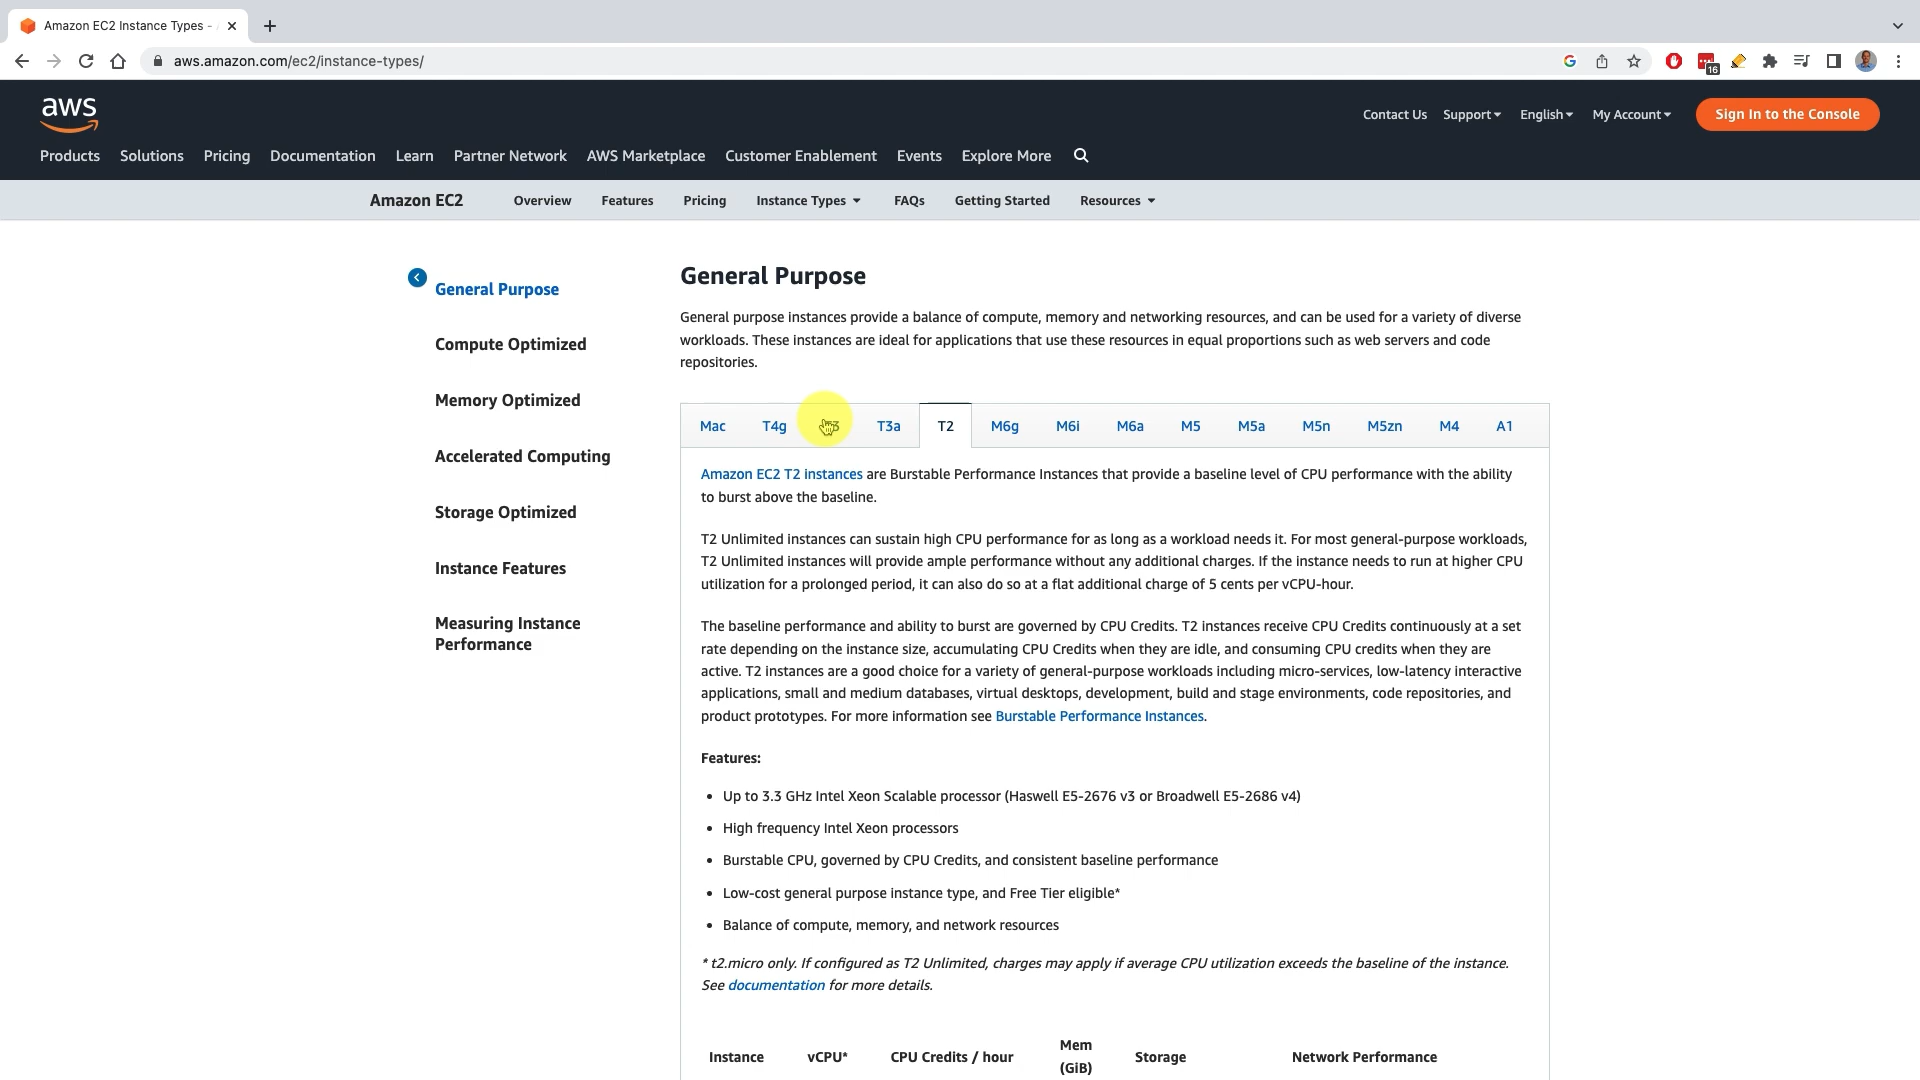 Amazon EC2 Instance Types -
aws.amazon.com/ec2/instance-types/
16
aws
Contact Us Support English My Account Sign In to the Console
Products Solutions Pricing Documentation Learn Partner Network AWS Marketplace Customer Enablement Events Explore More
Amazon EC2 Overview Features Pricing Instance Types FAQs Getting Started Resources
General Purpose
Compute Optimized
Memory Optimized
Accelerated Computing
Storage Optimized
Instance Features
Measuring Instance
Performance
General Purpose
General purpose instances provide a balance of compute, memory and networking resources, and can be used for a variety of diverse
workloads. These instances are ideal for applications that use these resources in equal proportions such as web servers and code
repositories.
Mac T4g T3a T2 M6g M6i M6a M5 M5a M5n M5zn M4 A1
Amazon EC2 T2 instances are Burstable Performance Instances that provide a baseline level of CPU performance with the ability
to burst above the baseline.
T2 Unlimited instances can sustain high CPU performance for as long as a workload needs it. For most general-purpose workloads,
T2 Unlimited instances will provide ample performance without any additional charges. If the instance needs to run at higher CPU
utilization for a prolonged period, it can also do so at a flat additional charge of 5 cents per vCPU-hour.
The baseline performance and ability to burst are governed by CPU Credits. T2 instances receive CPU Credits continuously at a set
rate depending on the instance size, accumulating CPU Credits when they are idle, and consuming CPU credits when they are
active. T2 instances are a good choice for a variety of general-purpose workloads including micro-services, low-latency interactive
applications, small and medium databases, virtual desktops, development, build and stage environments, code repositories, and
product prototypes. For more information see Burstable Performance Instances.
Features:
• Up to 3.3 GHz Intel Xeon Scalable processor (Haswell E5-2676 v3 or Broadwell E5-2686 v4)
• High frequency Intel Xeon processors
• Burstable CPU, governed by CPU Credits, and consistent baseline performance
• Low-cost general purpose instance type, and Free Tier eligible*
• Balance of compute, memory, and network resources
* t2.micro only. If configured as T2 Unlimited, charges may apply if average CPU utilization exceeds the baseline of the instance.
See documentation for more details.
Instance vCPU* CPU Credits / hour Mem (GiB) Storage Network Performance